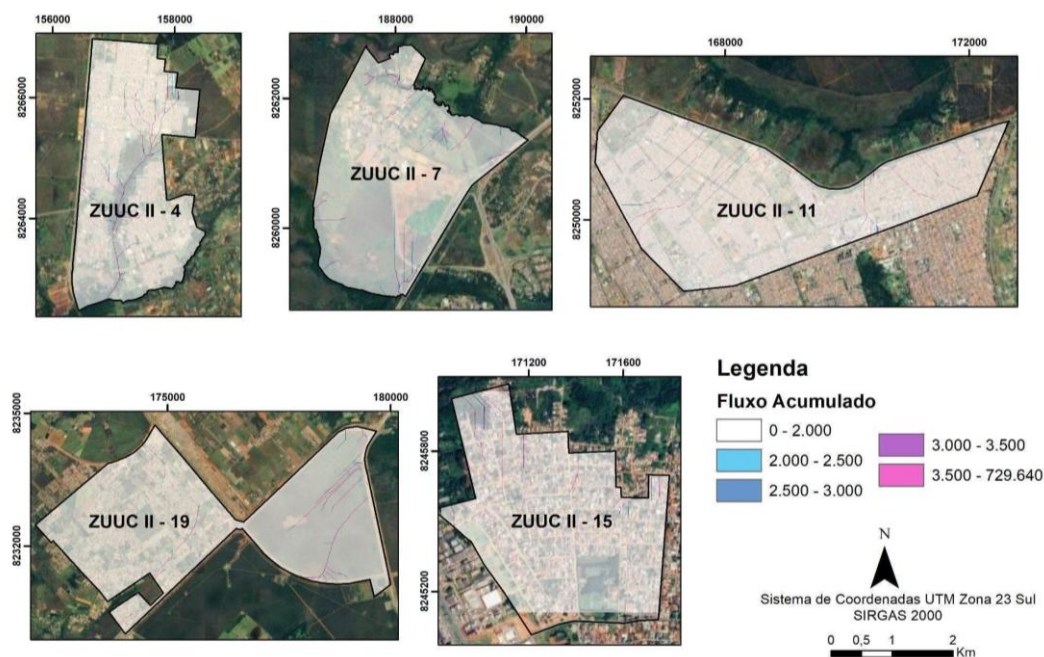 156000 158000
8266000
8264000
ZUUC II - 4
188000 190000
8262000
8260000
ZUUC II - 7
168000 172000
8252000
8250000
ZUUC II - 11
175000 180000
8235000
8232000
ZUUC II - 19
171200 171600
8245800
8245200
ZUUC II - 15
Legenda
Fluxo Acumulado
0 - 2.000
2.000 - 2.500
2.500 - 3.000
3.000 - 3.500
3.500 - 729.640
N
Sistema de Coordenadas UTM Zona 23 Sul
SIRGAS 2000
0 0,5 1 2
Km